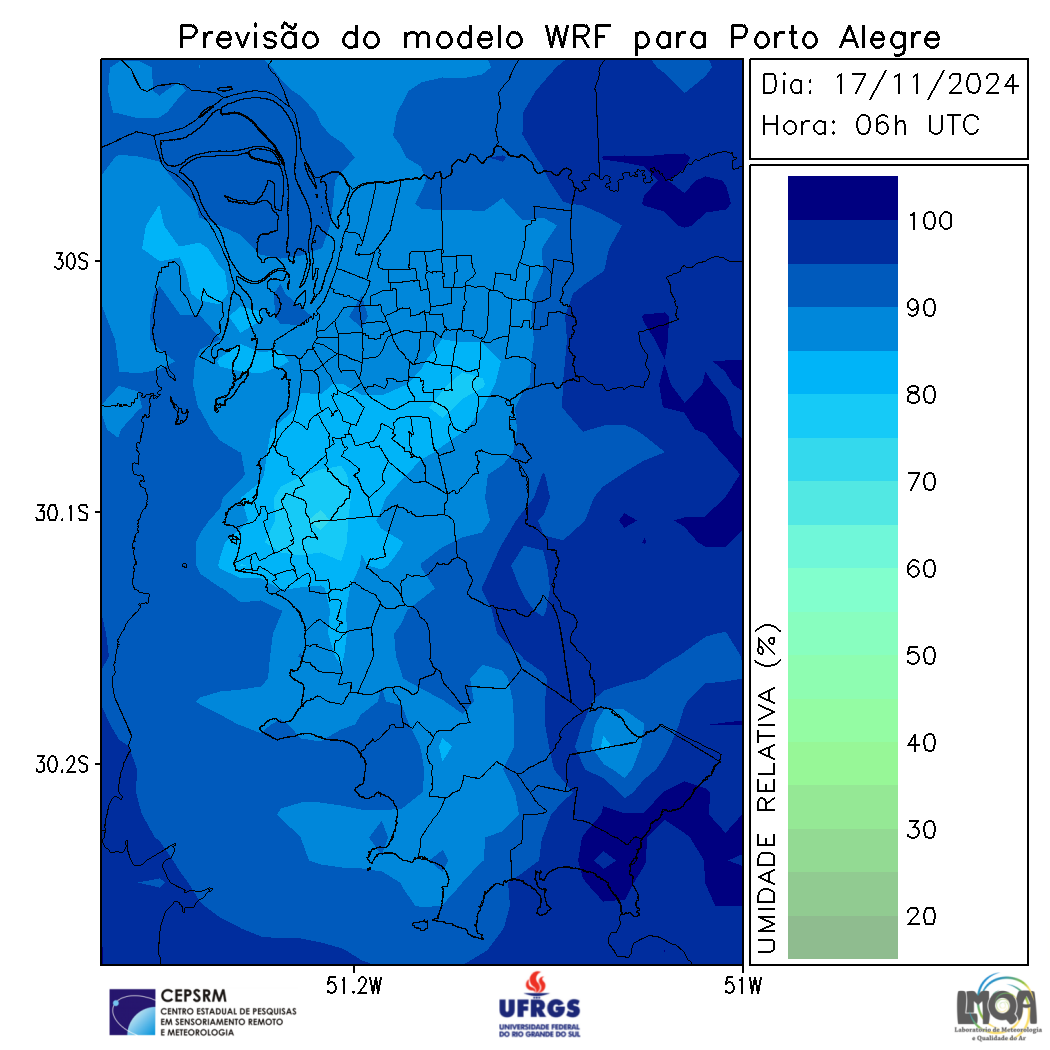 Previsão do modelo WRF para Porto Alegre
Dia: 17/11/2024
Hora: 06h UTC
30S
30.1S
30.2S
51.2W
51W
UMIDADE RELATIVA (%)
100
90
80
70
60
50
40
30
20
CEPSRM
CENTRO ESTADUAL DE PESQUISAS
EM SENSORIAMENTO REMOTO
E METEOROLOGIA
UFRGS
UNIVERSIDADE FEDERAL
DO RIO GRANDE DO SUL
LMQA
Laboratório de Meteorologia
e Qualidade do Ar